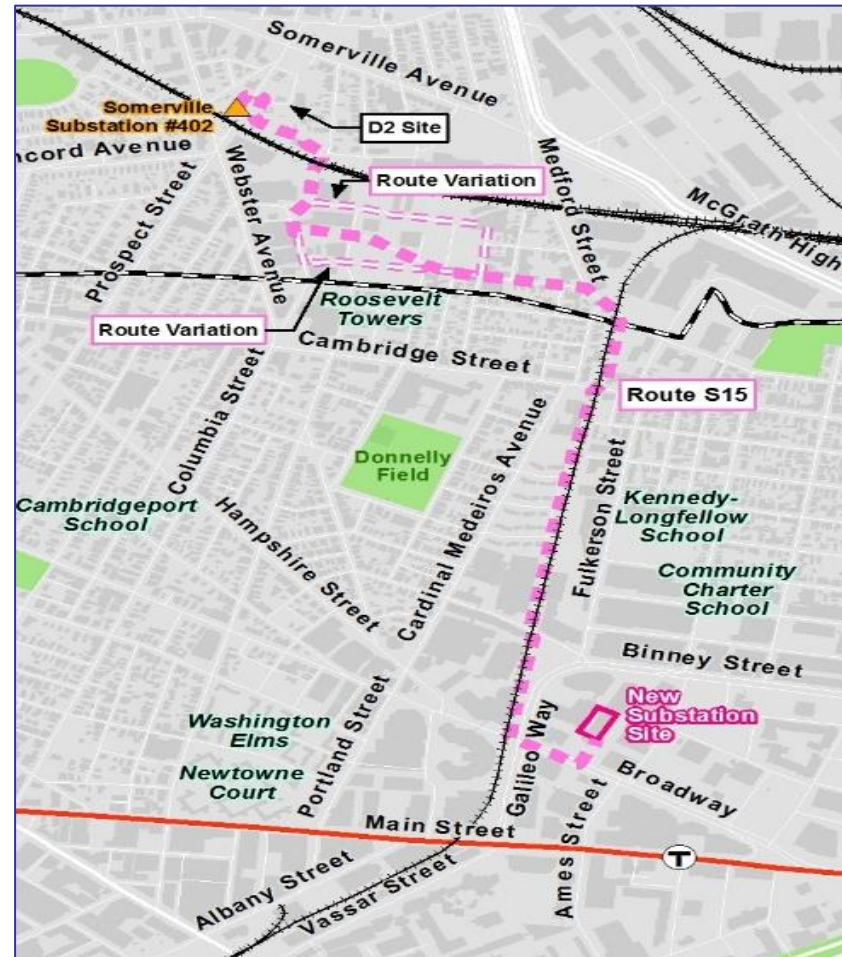 Somerville Avenue
Somerville
Substation #402
D2 Site
ncord Avenue
Route Variation
Medford Street
McGrath High
Prospect Street
Webster Avenue
Route Variation
Roosevelt
Towers
Cambridge Street
Route S15
Columbia Street
Donnelly
Field
Cardinal Medeiros Avenue
Fulkerson Street
Cambridgeport
School
Hampshire Street
Kennedy-
Longfellow
School
Community
Charter
School
Binney Street
New
Substation
Site
Washington
Elms
Newtowne
Court
Portland Street
Galileo Way
Broadway
Main Street
Ames Street
T
Albany Street
Vassar Street